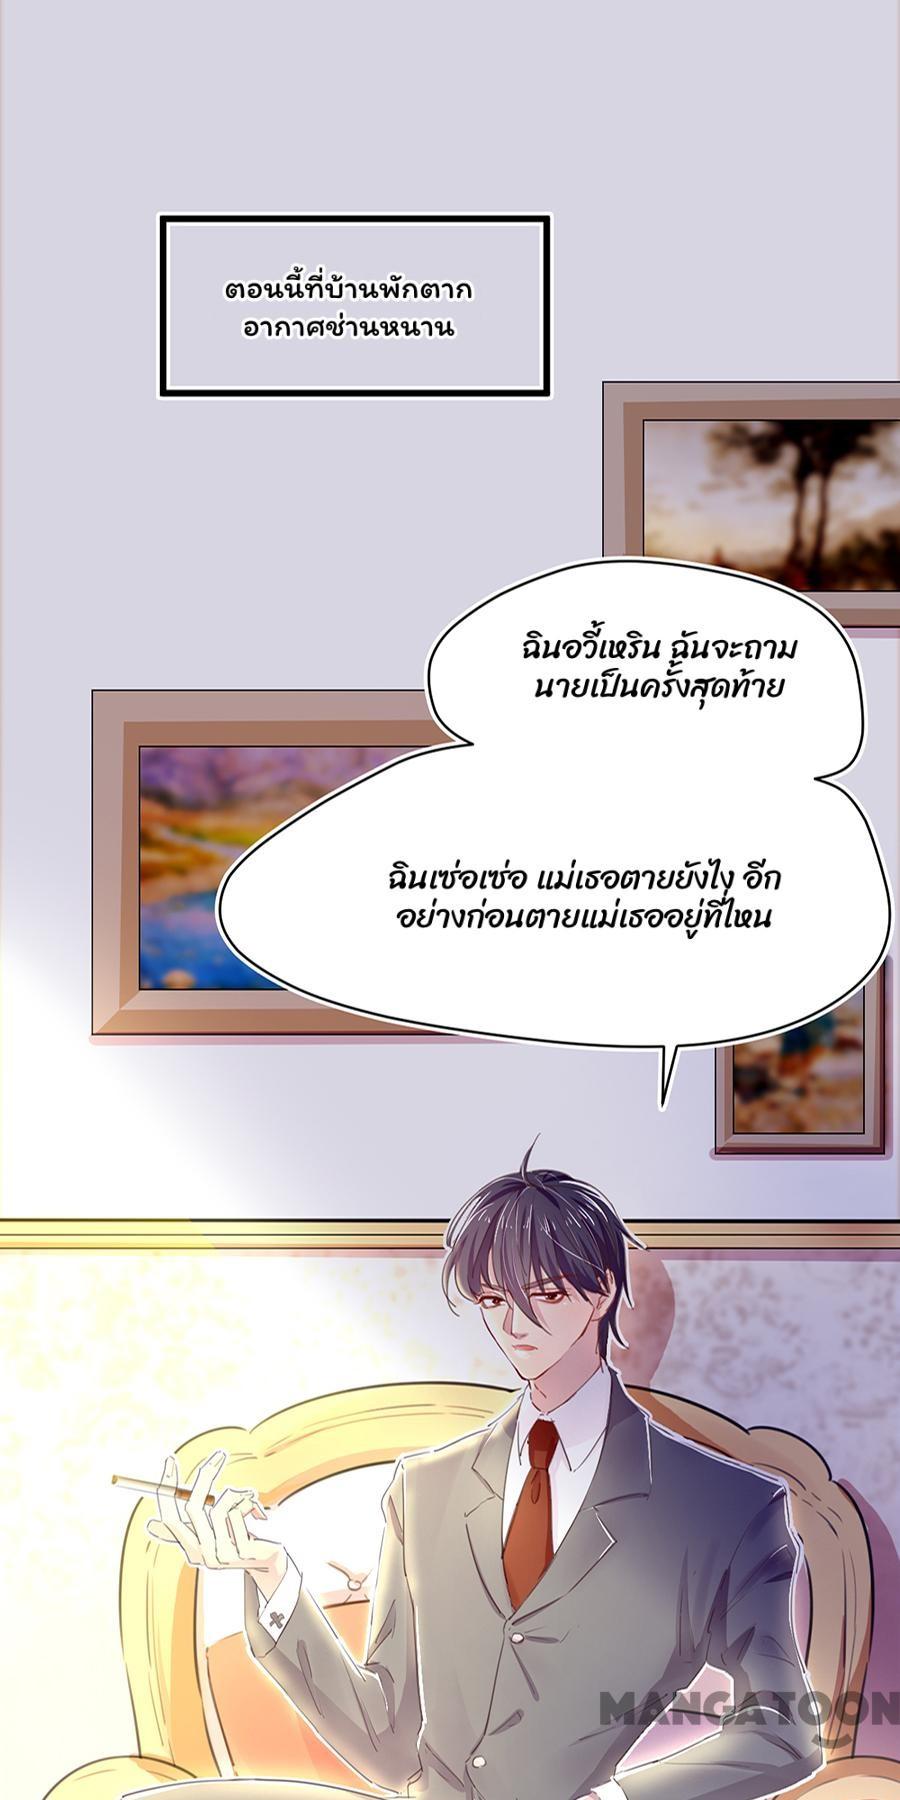 ตอนนี้ที่บ้านพักตาก
อากาศช่านหนาน
ฉินอวี้เหริน ฉันจะถาม
นายเป็นครั้งสุดท้าย
ฉินเซ่อเซ่อ แม่เธอตายยังไง อีก
อย่างก่อนตายแม่เธออยู่ที่ไหน
MANGATOON